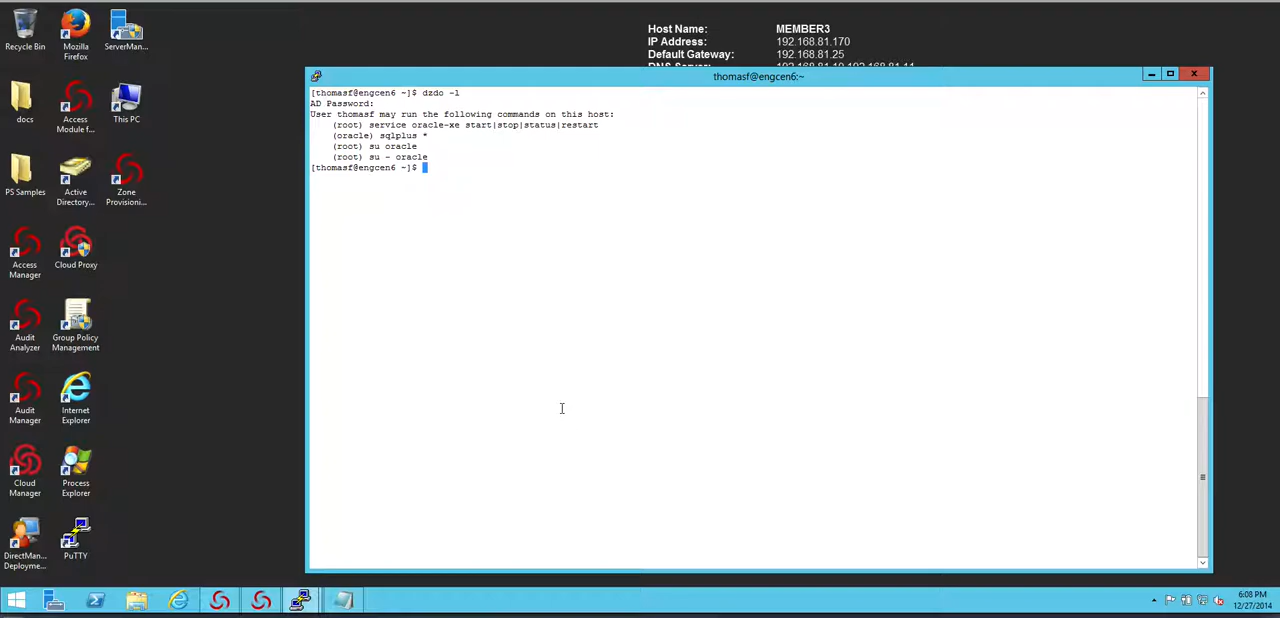 Host Name: MEMBER3
IP Address: 192.168.81.170
Default Gateway: 192.168.81.25
thomasf@engcen6:~
[thomasf@engcen6 ~]$ dzdo -l
AD Password:
User thomasf may run the following commands on this host:
(root) service oracle-xe start|stop|status|restart
(oracle) sqlplus *
(root) su oracle
(root) su - oracle
[thomasf@engcen6 ~]$
Recycle Bin
Mozilla
Firefox
ServerMan...
docs
Access
Module f...
This PC
PS Samples
Active
Directory...
Zone
Provisioni...
Access
Manager
Cloud Proxy
Audit
Analyzer
Group Policy
Management
Audit
Manager
Internet
Explorer
Cloud
Manager
Process
Explorer
DirectMan...
Deployme...
PuTTY
6:08 PM
12/27/2014